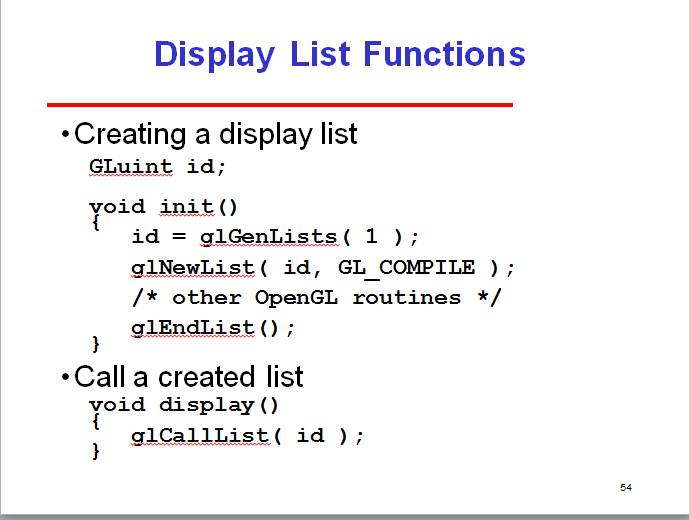 Display List Functions
•Creating a display list
GLuint id;
void init()
{
id = glGenLists( 1 );
glNewList( id, GL_COMPILE );
/* other OpenGL routines */
glEndList();
}
•Call a created list
void display()
{
glCallList( id );
}
54